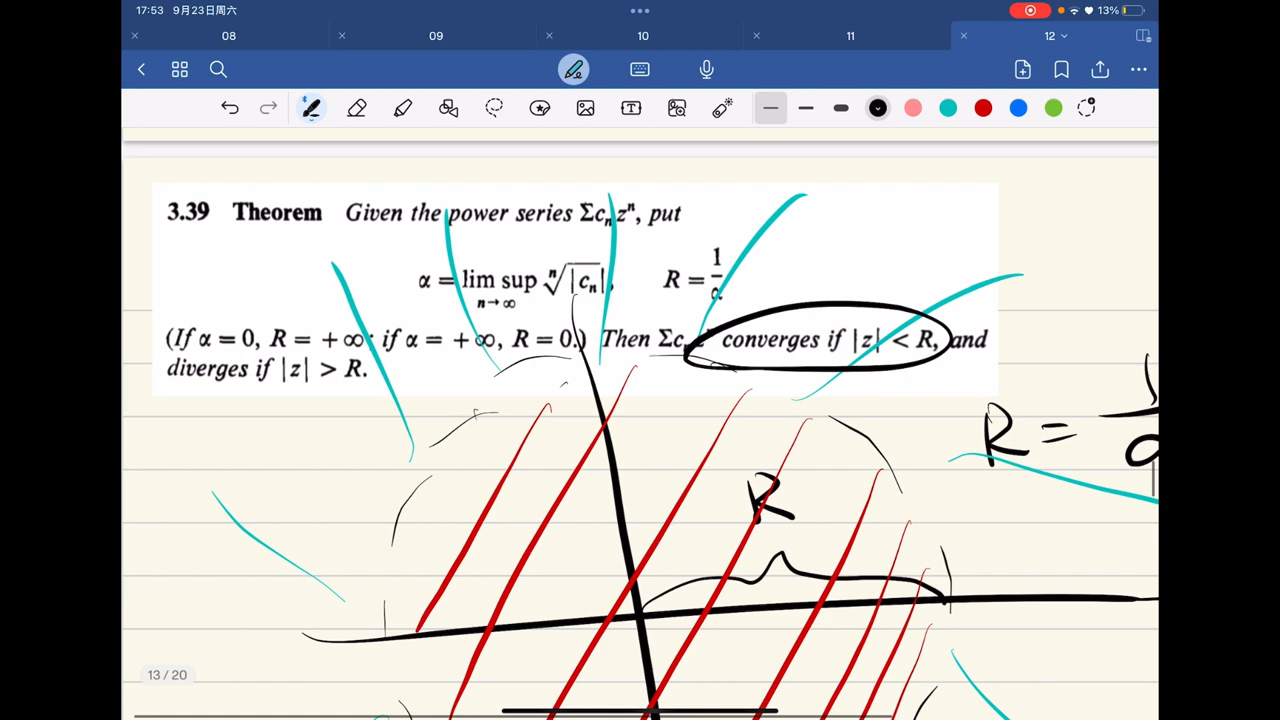 17:53 9月23日周六 13%
08 09 10 11 12
3.39 Theorem Given the power series Σcₙzⁿ, put
α = lim sup ⁿ√|cₙ|, R = 1/α
n→∞
(If α = 0, R = +∞; if α = +∞, R = 0.) Then Σcₙzⁿ converges if |z| < R, and
diverges if |z| > R.
R =
R
13 / 20